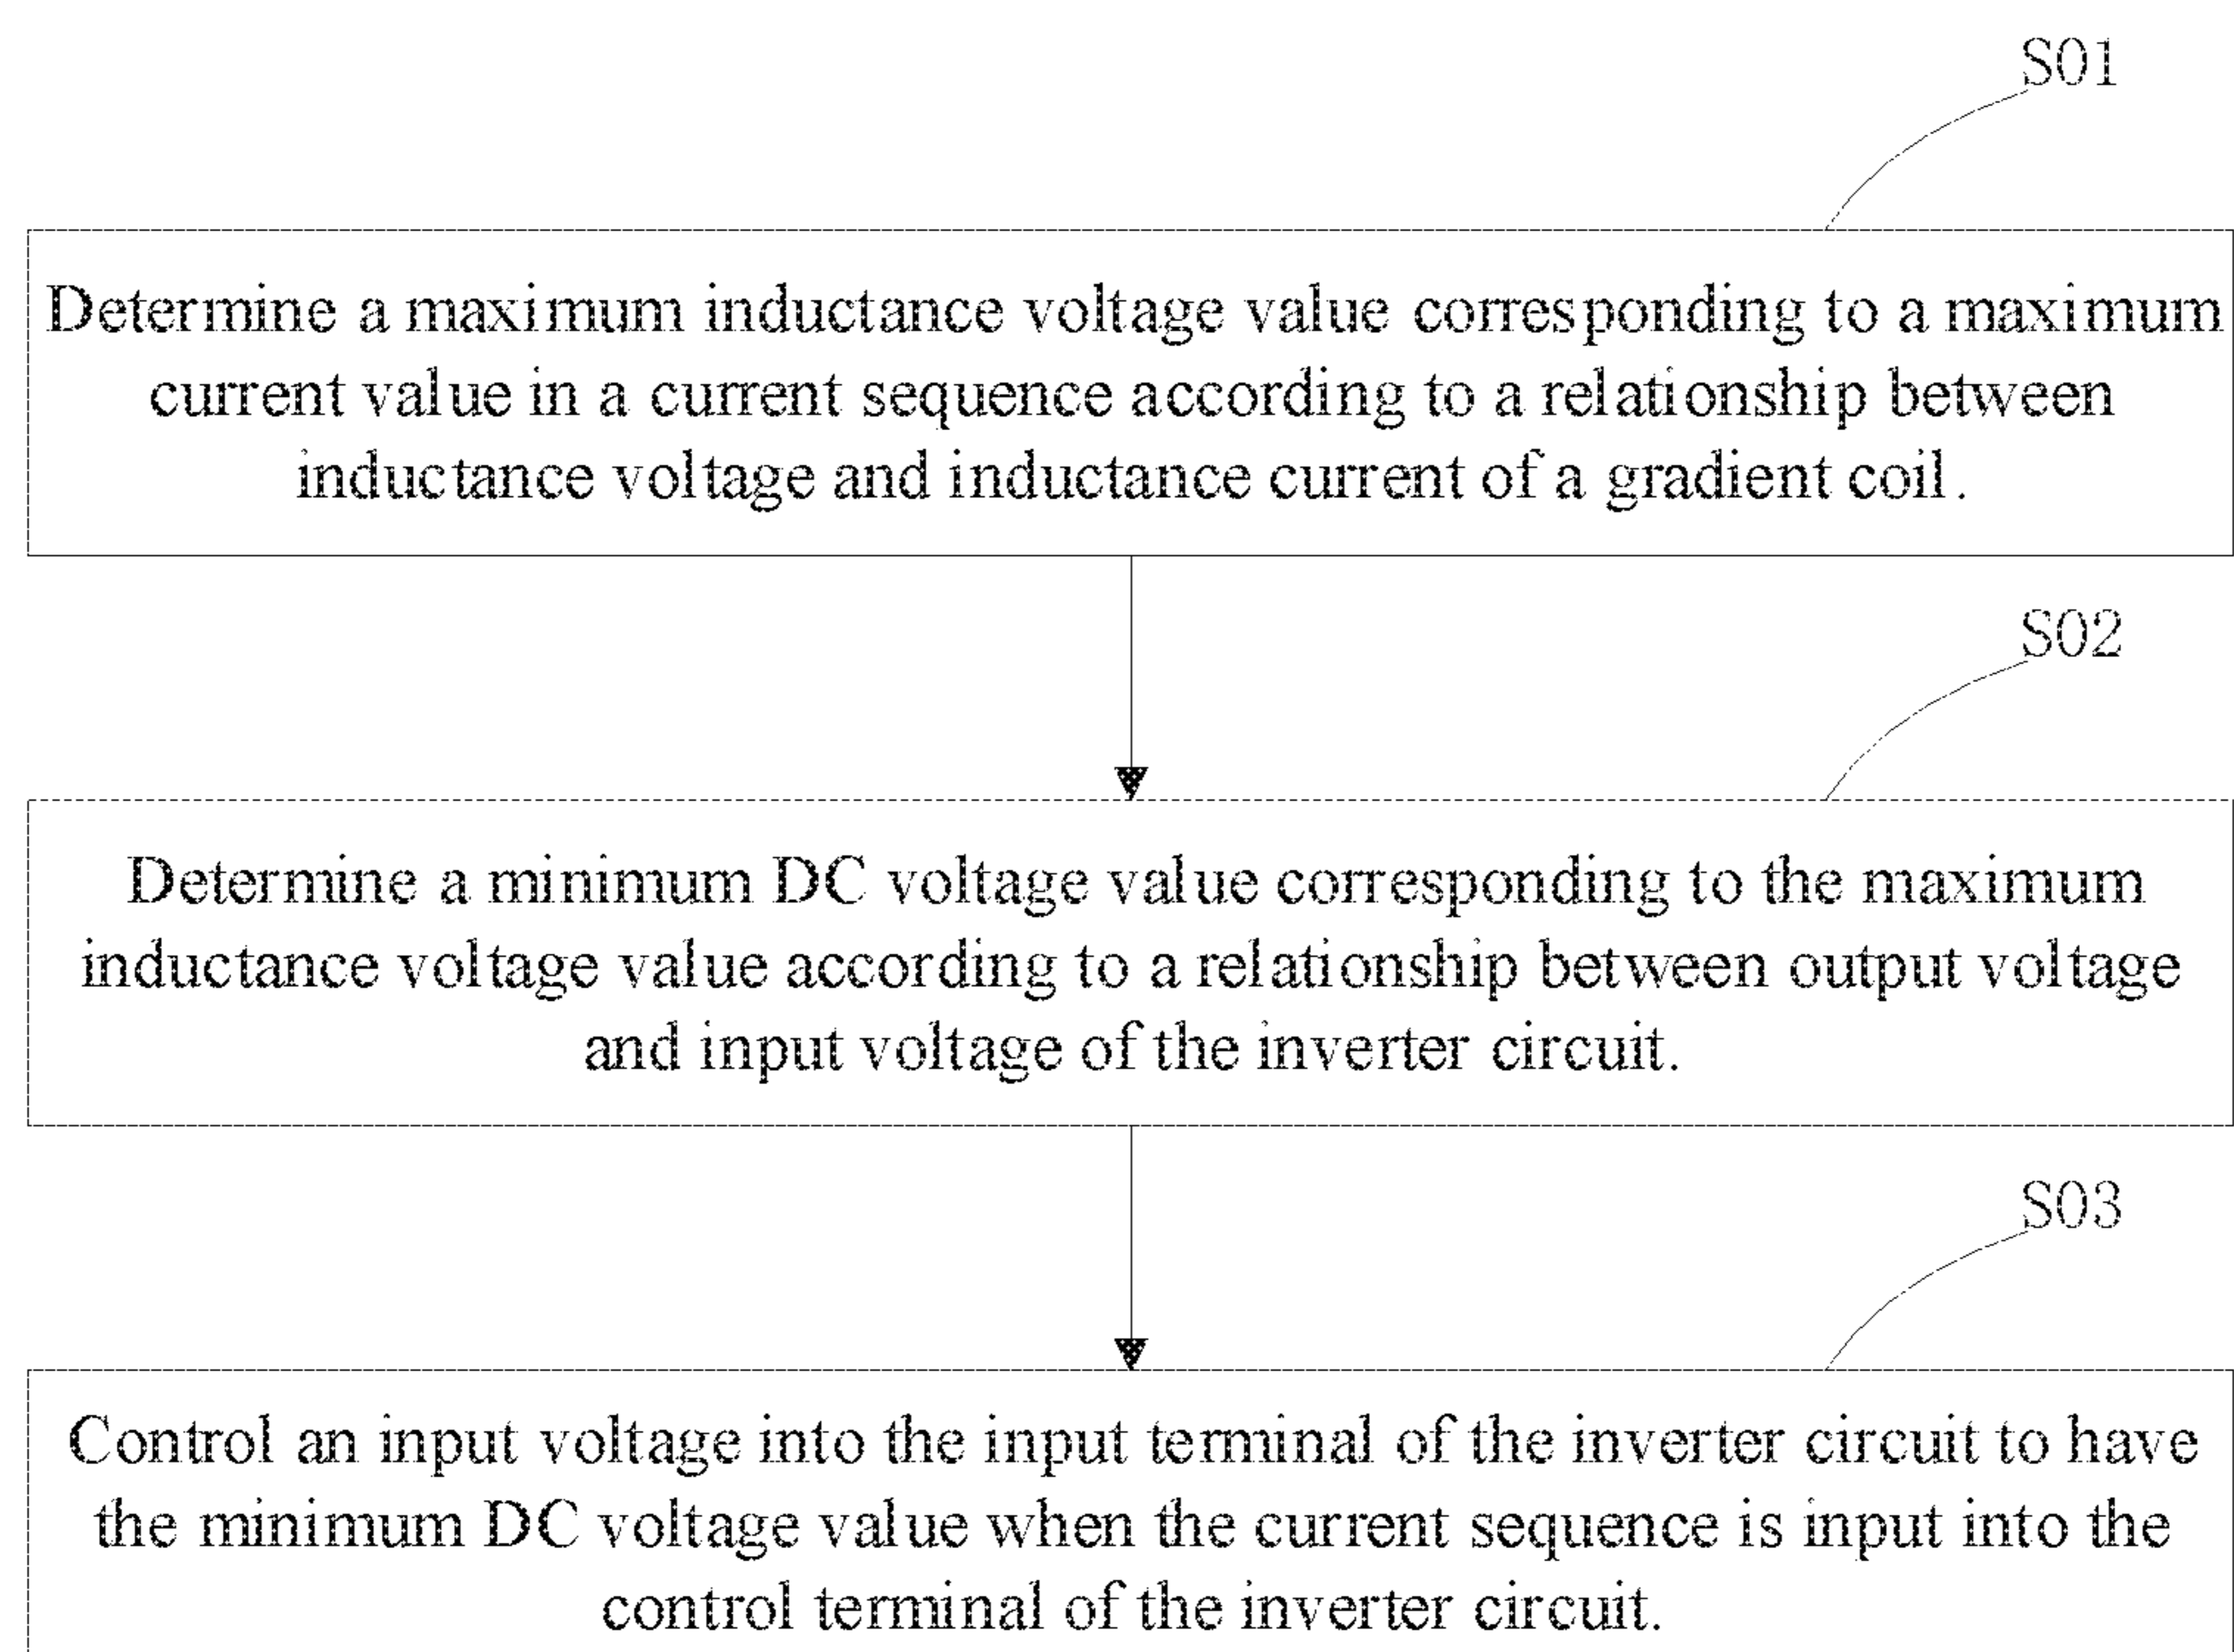 S01
Determine a maximum inductance voltage value corresponding to a maximum
current value in a current sequence according to a relationship between
inductance voltage and inductance current of a gradient coil.
S02
Determine a minimum DC voltage value corresponding to the maximum
inductance voltage value according to a relationship between output voltage
and input voltage of the inverter circuit.
S03
Control an input voltage into the input terminal of the inverter circuit to have
the minimum DC voltage value when the current sequence is input into the
control terminal of the inverter circuit.